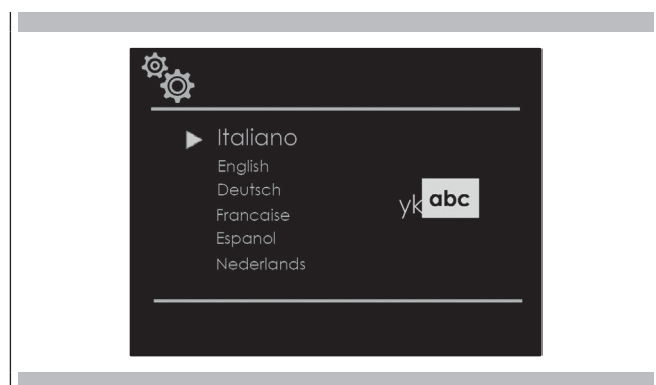 Italiano
English
Deutsch
Francaise
yk abc
Espanol
Nederlands